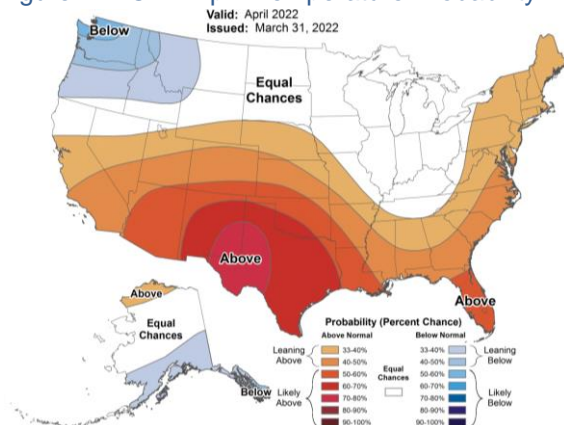 Valid: April 2022
Issued: March 31, 2022
Below
Equal
Chances
Above
Above
Above
Equal
Chances
Below
Probability (Percent Chance)
Above Normal
Below Normal
Leaning
Above
33-40%
40-50%
Likely
Above
50-60%
60-70%
70-80%
80-90%
90-100%
Equal
Chances
33-40%
40-50%
Leaning
Below
50-60%
60-70%
70-80%
80-90%
90-100%
Likely
Below